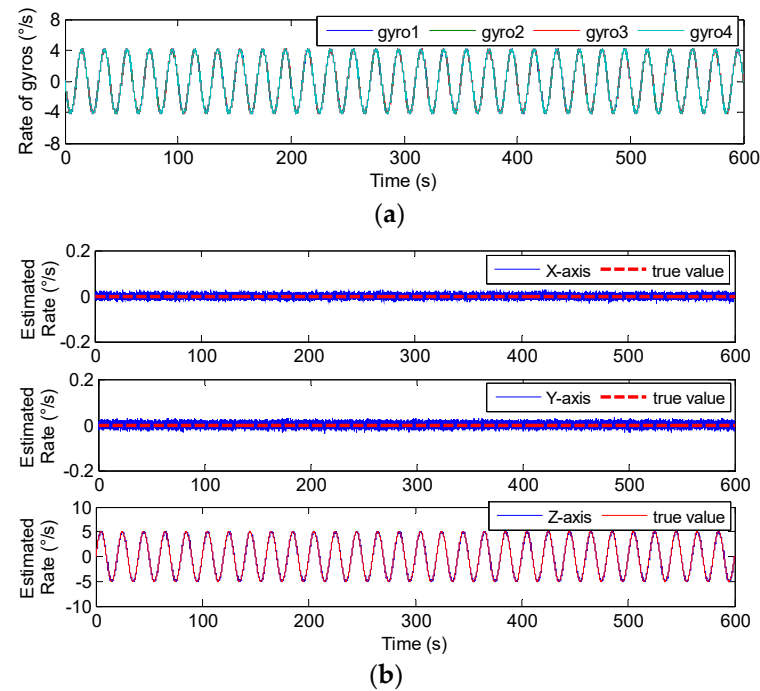 Rate of gyros (°/s)
8
4
0
-4
-8
gyro1 gyro2 gyro3 gyro4
0 100 200 300 400 500 600
Time (s)
(a)
Estimated
Rate (°/s)
0.2
0
-0.2
X-axis true value
0 100 200 300 400 500 600
Estimated
Rate (°/s)
0.2
0
-0.2
Y-axis true value
0 100 200 300 400 500 600
Estimated
Rate (°/s)
10
5
0
-5
-10
Z-axis true value
0 100 200 300 400 500 600
Time (s)
(b)